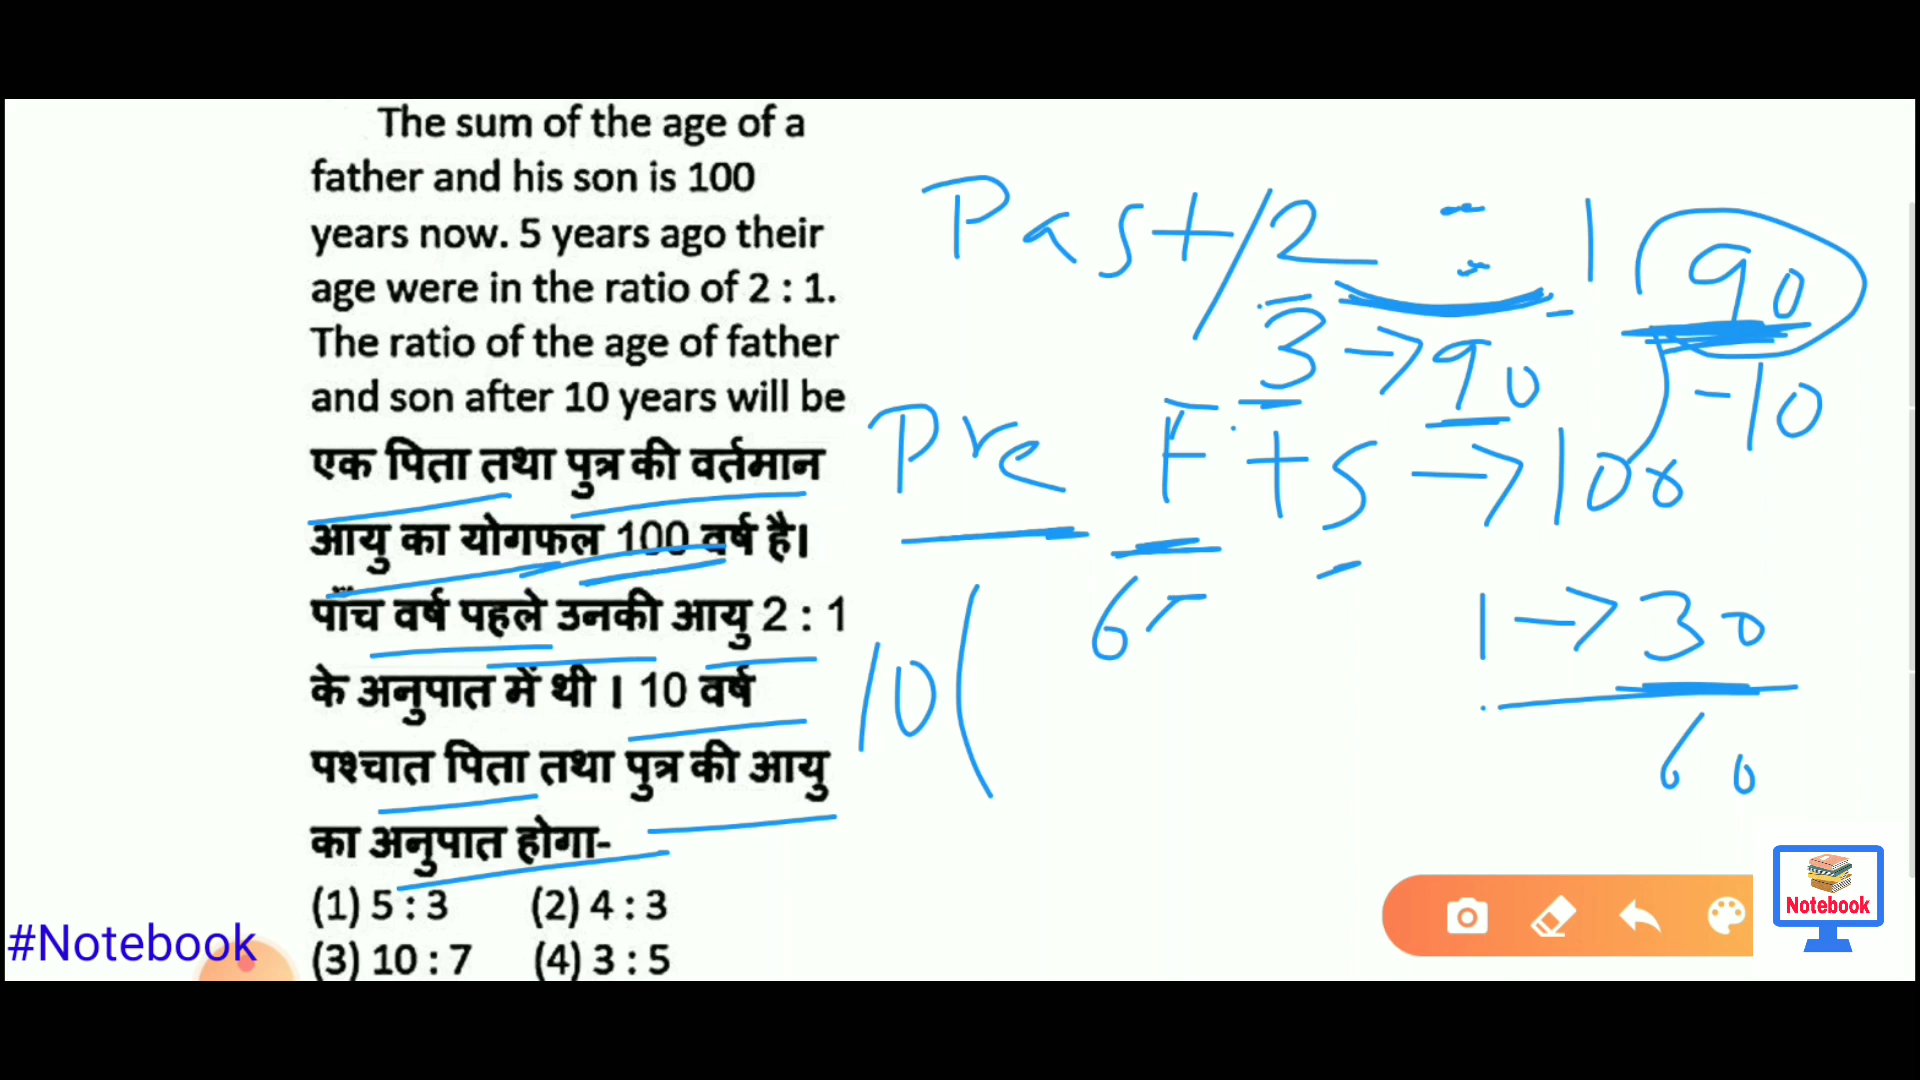 The sum of the age of a
father and his son is 100
years now. 5 years ago their
age were in the ratio of 2 : 1.
The ratio of the age of father
and son after 10 years will be
एक पिता तथा पुत्र की वर्तमान
आयु का योगफल 100 वर्ष है।
पाँच वर्ष पहले उनकी आयु 2 : 1
के अनुपात में थी । 10 वर्ष
पश्चात पिता तथा पुत्र की आयु
का अनुपात होगा-
(1) 5 : 3 (2) 4 : 3
(3) 10 : 7 (4) 3 : 5
Past/2 : 1 90
3 → 90 -10
Pre F + S → 100
65
10(
1 → 30
60
#Notebook
Notebook